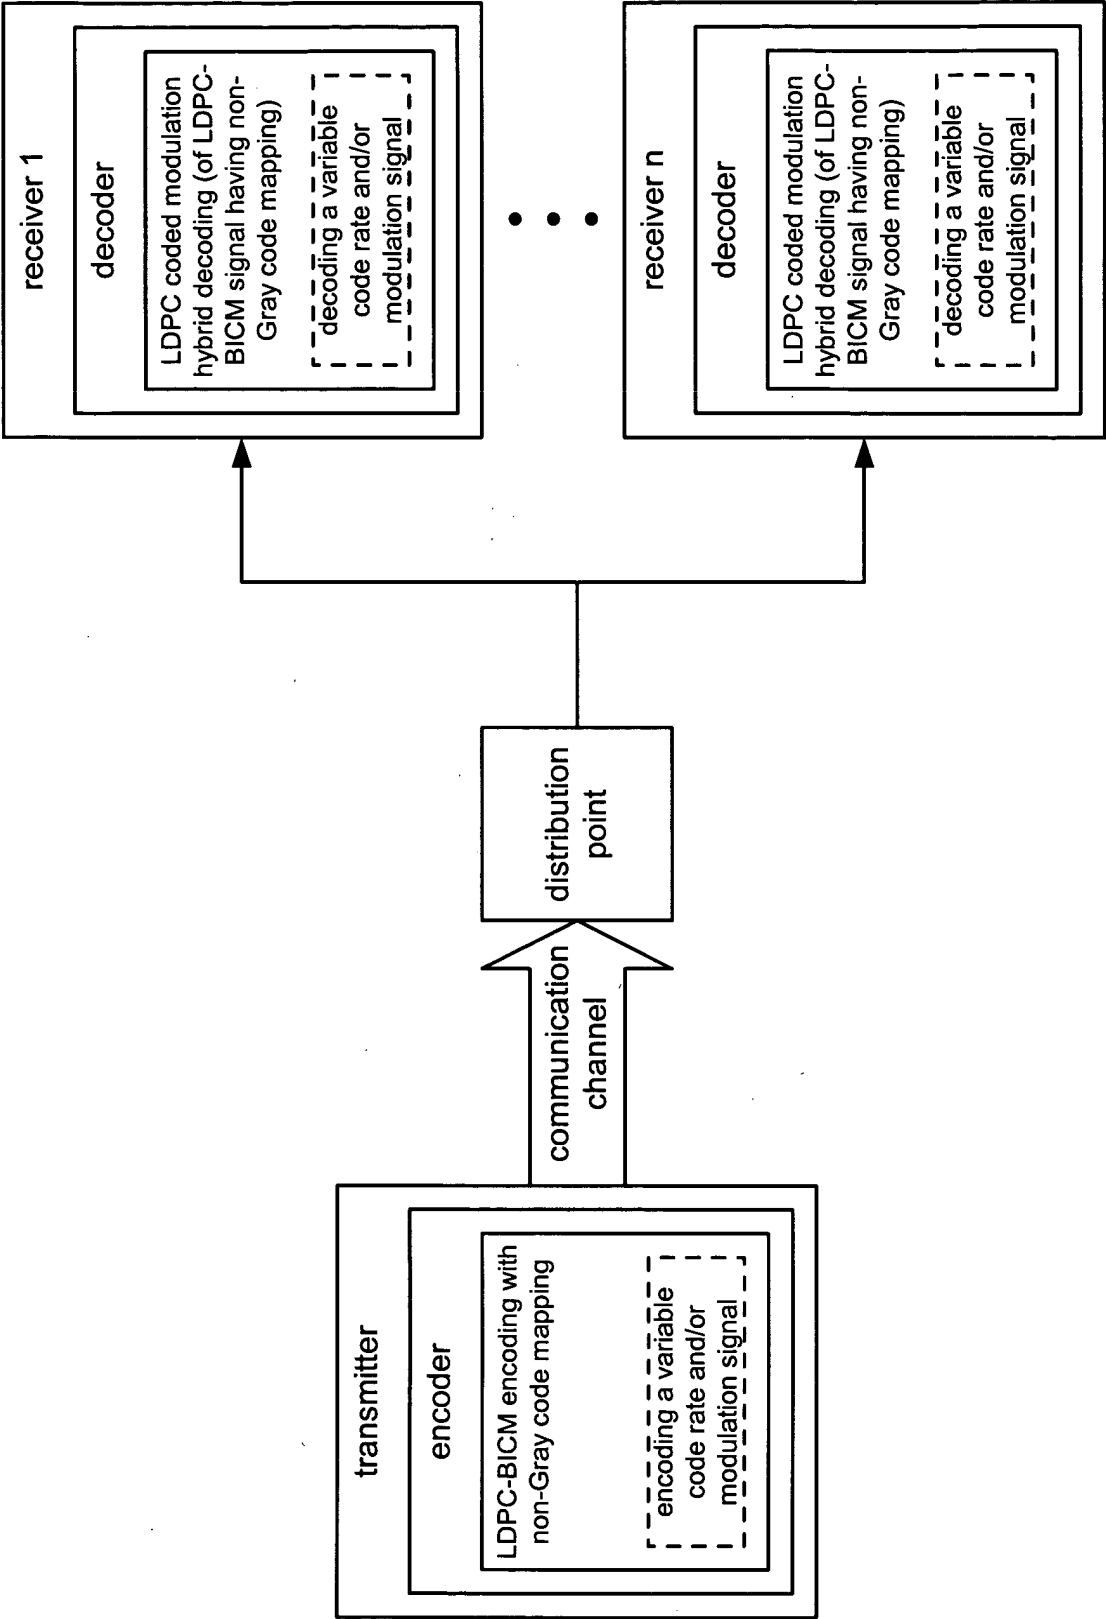 transmitter
encoder
LDPC-BICM encoding with
non-Gray code mapping
encoding a variable
code rate and/or
modulation signal
communication
channel
distribution
point
receiver 1
decoder
LDPC coded modulation
hybrid decoding (of LDPC-
BICM signal having non-
Gray code mapping)
decoding a variable
code rate and/or
modulation signal
receiver n
decoder
LDPC coded modulation
hybrid decoding (of LDPC-
BICM signal having non-
Gray code mapping)
decoding a variable
code rate and/or
modulation signal